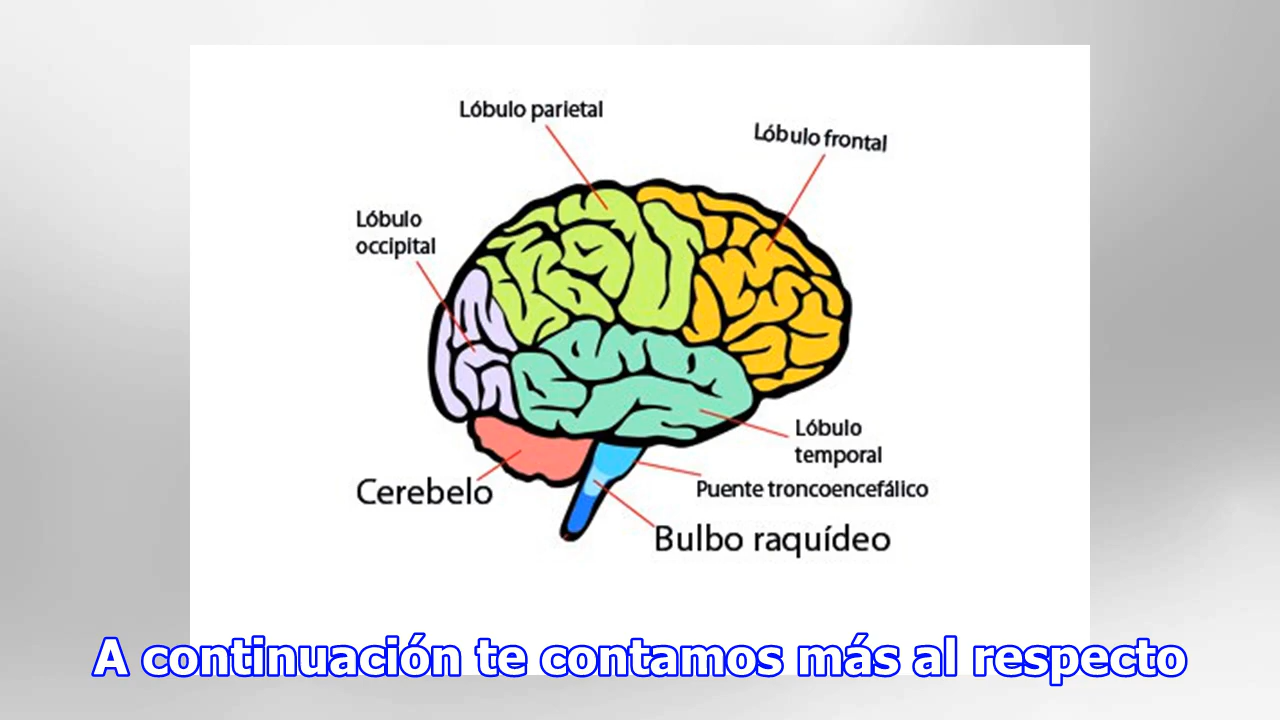 Lóbulo parietal
Lóbulo frontal
Lóbulo
occipital
Lóbulo
temporal
Puente troncoencefálico
Cerebelo
Bulbo raquídeo
A continuación te contamos más al respecto